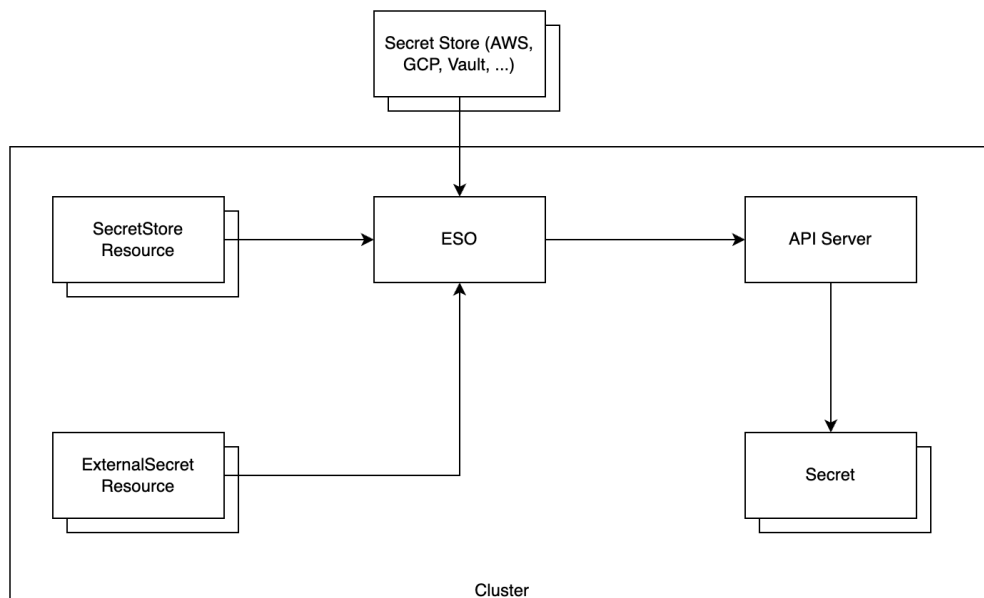 Secret Store (AWS,
GCP, Vault, ...)
SecretStore
Resource
ESO
API Server
ExternalSecret
Resource
Secret
Cluster